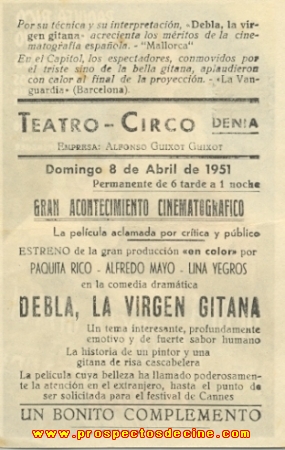 Por su técnica y su interpretación, «Debla, la vir-
gen gitana» acrecienta los méritos de la cine-
matografía española. - "Mallorca"
En el Capitol, los espectadores, conmovidos por
el triste sino de la bella gitana, aplaudieron
con calor al final de la proyección. - «La Van-
guardia» (Barcelona).
TEATRO - CIRCO DENIA
EMPRESA: ALFONSO GUIXOT GUIXOT
Domingo 8 de Abril de 1951
Permanente de 6 tarde a 1 noche
GRAN ACONTECIMIENTO CINEMATOGRAFICO
La película aclamada por crítica y público
ESTRENO de la gran producción «en color» por
PAQUITA RICO - ALFREDO MAYO - LINA YEGROS
en la comedia dramática
DEBLA, LA VIRGEN GITANA
Un tema interesante, profundamente
emotivo y de fuerte sabor humano
La historia de un pintor y una
gitana de risa cascabelera
La película cuya belleza ha llamado poderosamen-
te la atención en el extranjero, hasta el punto de
ser solicitada para el festival de Cannes
UN BONITO COMPLEMENTO
www.prospectosdecine.com